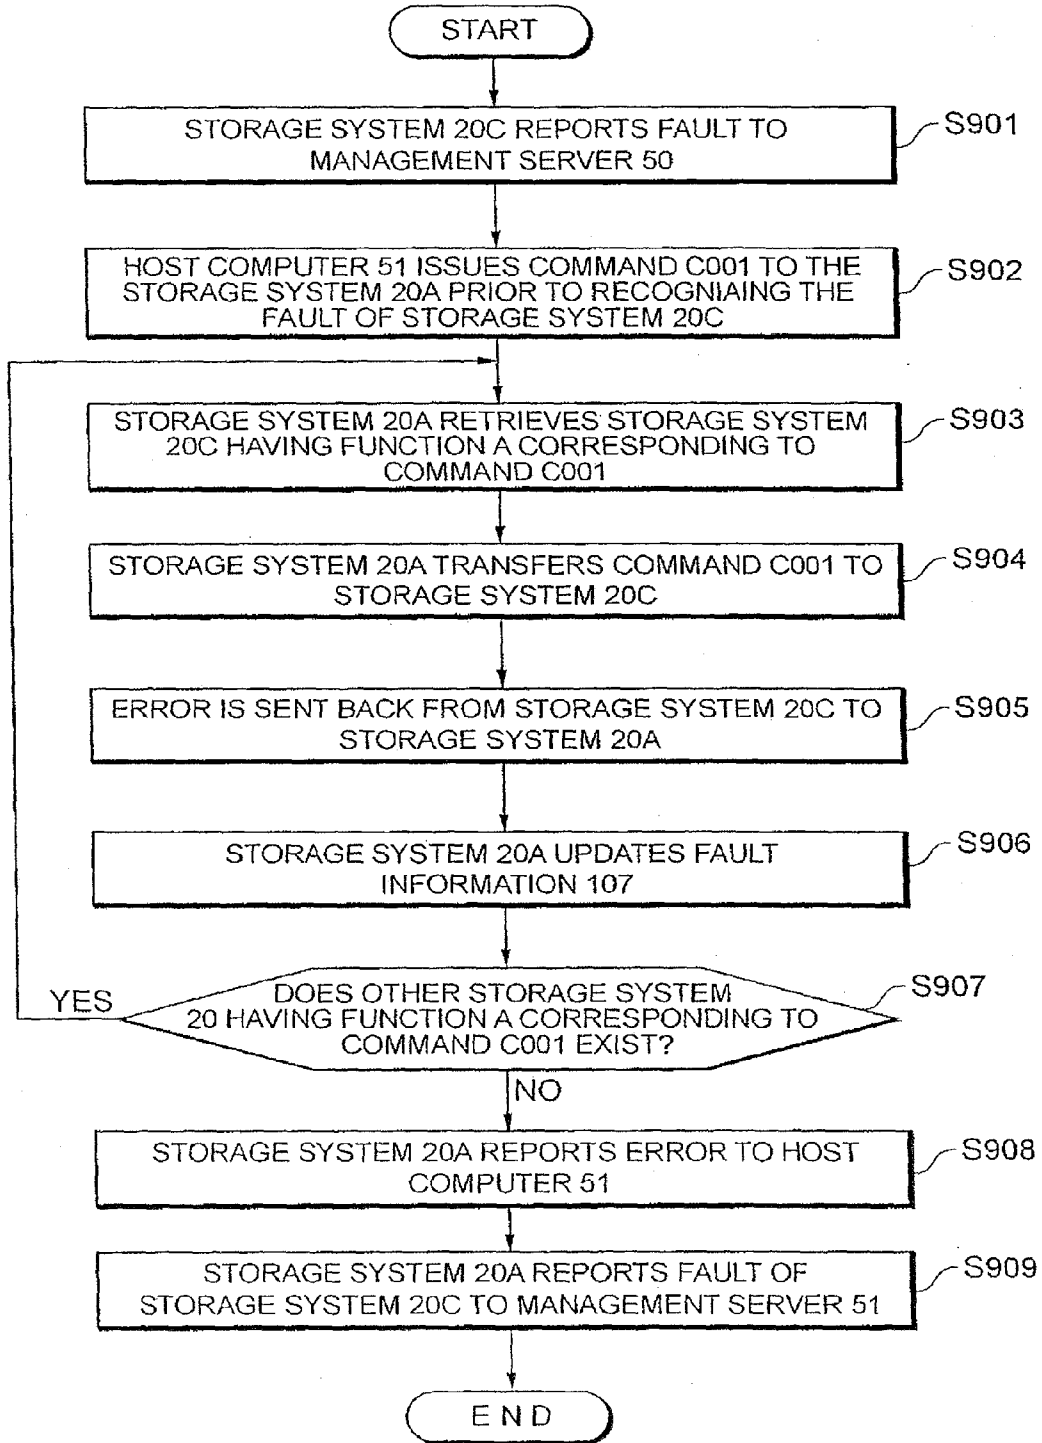 START
STORAGE SYSTEM 20C REPORTS FAULT TO
MANAGEMENT SERVER 50
S901
HOST COMPUTER 51 ISSUES COMMAND C001 TO THE
STORAGE SYSTEM 20A PRIOR TO RECOGNIAING THE
FAULT OF STORAGE SYSTEM 20C
S902
STORAGE SYSTEM 20A RETRIEVES STORAGE SYSTEM
20C HAVING FUNCTION A CORRESPONDING TO
COMMAND C001
S903
STORAGE SYSTEM 20A TRANSFERS COMMAND C001 TO
STORAGE SYSTEM 20C
S904
ERROR IS SENT BACK FROM STORAGE SYSTEM 20C TO
STORAGE SYSTEM 20A
S905
STORAGE SYSTEM 20A UPDATES FAULT
INFORMATION 107
S906
DOES OTHER STORAGE SYSTEM
20 HAVING FUNCTION A CORRESPONDING TO
COMMAND C001 EXIST?
S907
YES
NO
STORAGE SYSTEM 20A REPORTS ERROR TO HOST
COMPUTER 51
S908
STORAGE SYSTEM 20A REPORTS FAULT OF
STORAGE SYSTEM 20C TO MANAGEMENT SERVER 51
S909
END